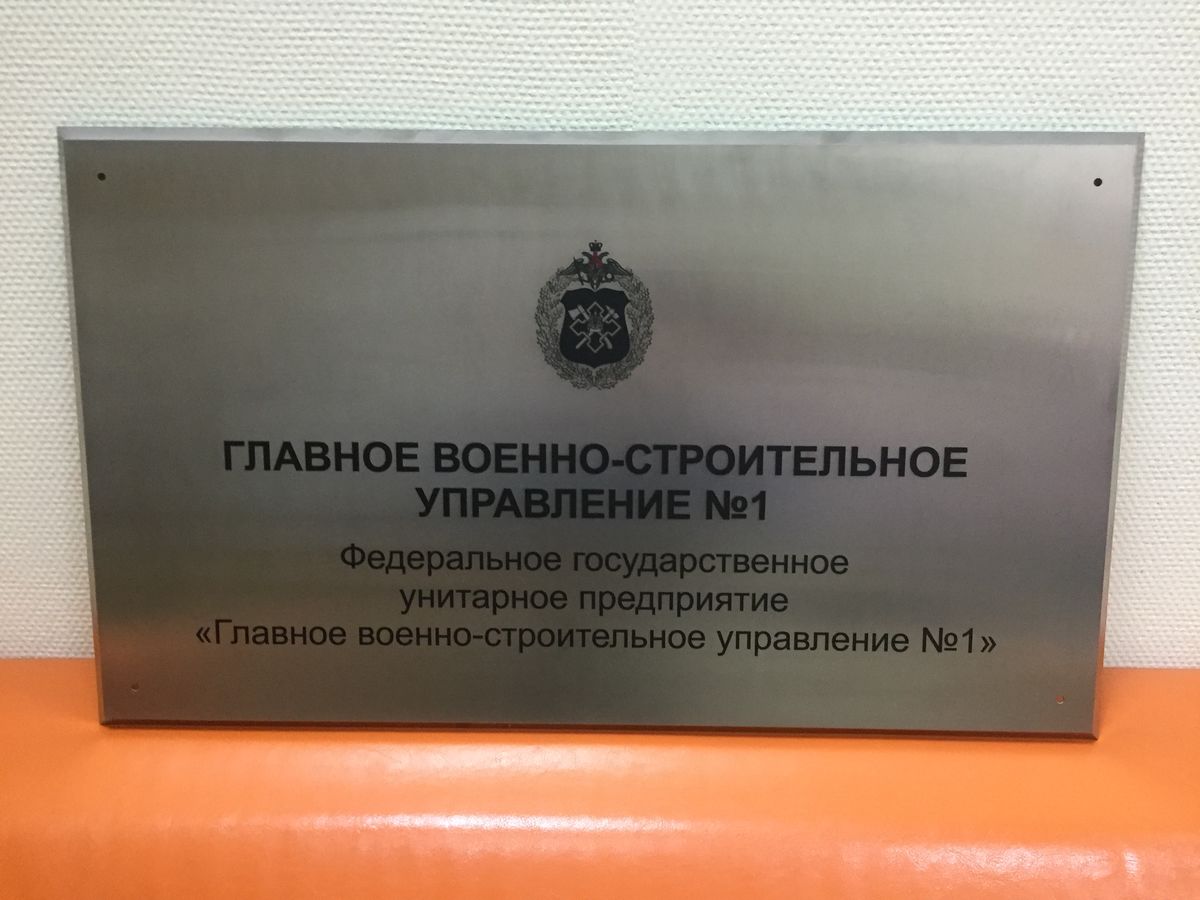 ГЛАВНОЕ ВОЕННО-СТРОИТЕЛЬНОЕ
УПРАВЛЕНИЕ №1
Федеральное государственное
унитарное предприятие
«Главное военно-строительное управление №1»